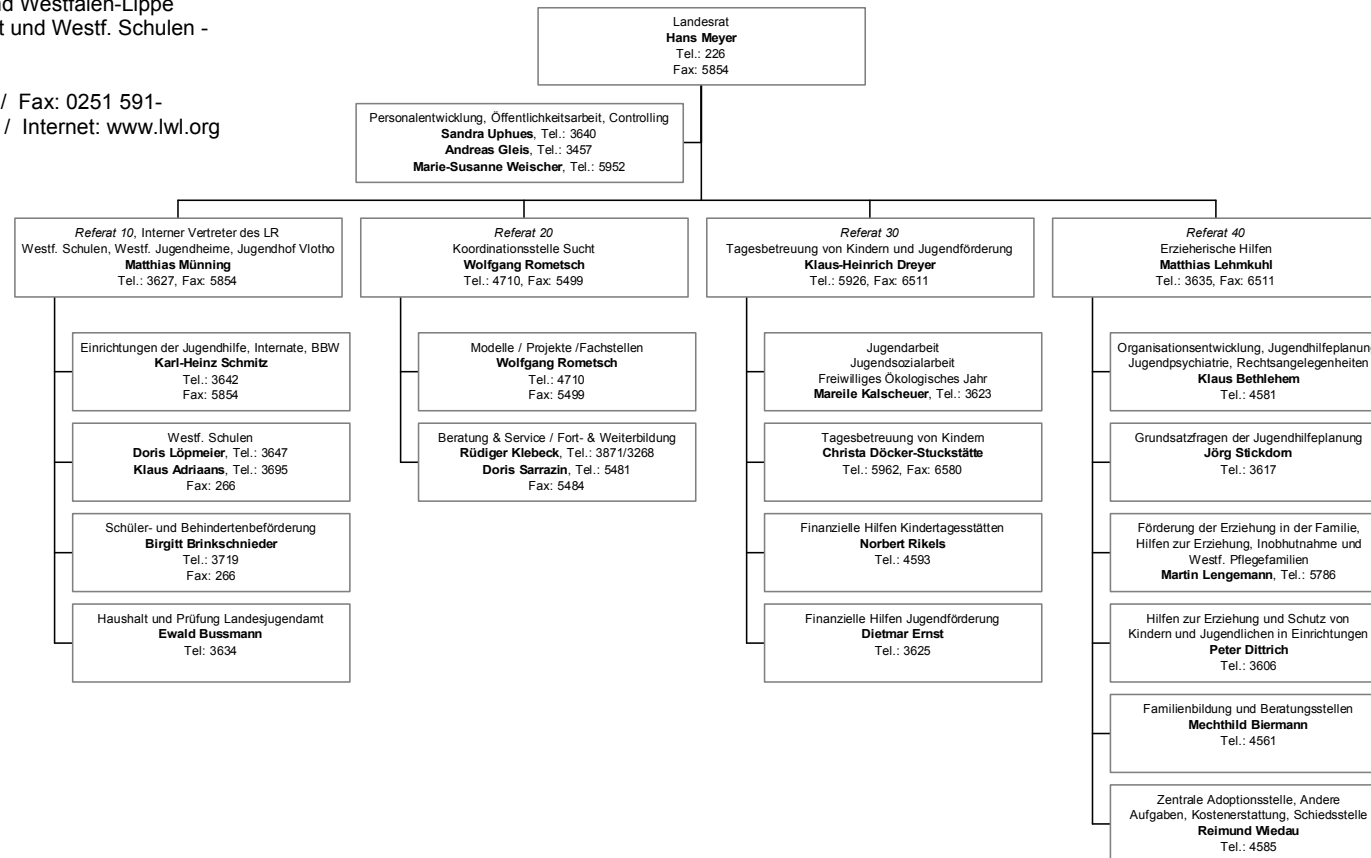 d Westfalen-Lippe
t und Westf. Schulen -
/ Fax: 0251 591-
/ Internet: www.lwl.org
Landesrat
Hans Meyer
Tel.: 226
Fax: 5854
Personalentwicklung, Öffentlichkeitsarbeit, Controlling
Sandra Uphues, Tel.: 3640
Andreas Gleis, Tel.: 3457
Marie-Susanne Weischer, Tel.: 5952
Referat 10, Interner Vertreter des LR
Westf. Schulen, Westf. Jugendheime, Jugendhof Vlotho
Matthias Münning
Tel.: 3627, Fax: 5854
Einrichtungen der Jugendhilfe, Internate, BBW
Karl-Heinz Schmitz
Tel.: 3642
Fax: 5854
Westf. Schulen
Doris Löpmeier, Tel.: 3647
Klaus Adriaans, Tel.: 3695
Fax: 266
Schüler- und Behindertenbeförderung
Birgitt Brinkschnieder
Tel.: 3719
Fax: 266
Haushalt und Prüfung Landesjugendamt
Ewald Bussmann
Tel: 3634
Referat 20
Koordinationsstelle Sucht
Wolfgang Rometsch
Tel.: 4710, Fax: 5499
Modelle / Projekte /Fachstellen
Wolfgang Rometsch
Tel.: 4710
Fax: 5499
Beratung & Service / Fort- & Weiterbildung
Rüdiger Klebeck, Tel.: 3871/3268
Doris Sarrazin, Tel.: 5481
Fax: 5484
Referat 30
Tagesbetreuung von Kindern und Jugendförderung
Klaus-Heinrich Dreyer
Tel.: 5926, Fax: 6511
Jugendarbeit
Jugendsozialarbeit
Freiwilliges Ökologisches Jahr
Mareile Kalscheuer, Tel.: 3623
Tagesbetreuung von Kindern
Christa Döcker-Stuckstätte
Tel.: 5962, Fax: 6580
Finanzielle Hilfen Kindertagesstätten
Norbert Rikels
Tel.: 4593
Finanzielle Hilfen Jugendförderung
Dietmar Ernst
Tel.: 3625
Referat 40
Erzieherische Hilfen
Matthias Lehmkuhl
Tel.: 3635, Fax: 6511
Organisationsentwicklung, Jugendhilfeplanung
Jugendpsychiatrie, Rechtsangelegenheiten
Klaus Bethlehem
Tel.: 4581
Grundsatzfragen der Jugendhilfeplanung
Jörg Stickdorn
Tel.: 3617
Förderung der Erziehung in der Familie,
Hilfen zur Erziehung, Inobhutnahme und
Westf. Pflegefamilien
Martin Lengemann, Tel.: 5786
Hilfen zur Erziehung und Schutz von
Kindern und Jugendlichen in Einrichtungen
Peter Dittrich
Tel.: 3606
Familienbildung und Beratungsstellen
Mechthild Biermann
Tel.: 4561
Zentrale Adoptionsstelle, Andere
Aufgaben, Kostenerstattung, Schiedsstelle
Reimund Wiedau
Tel.: 4585